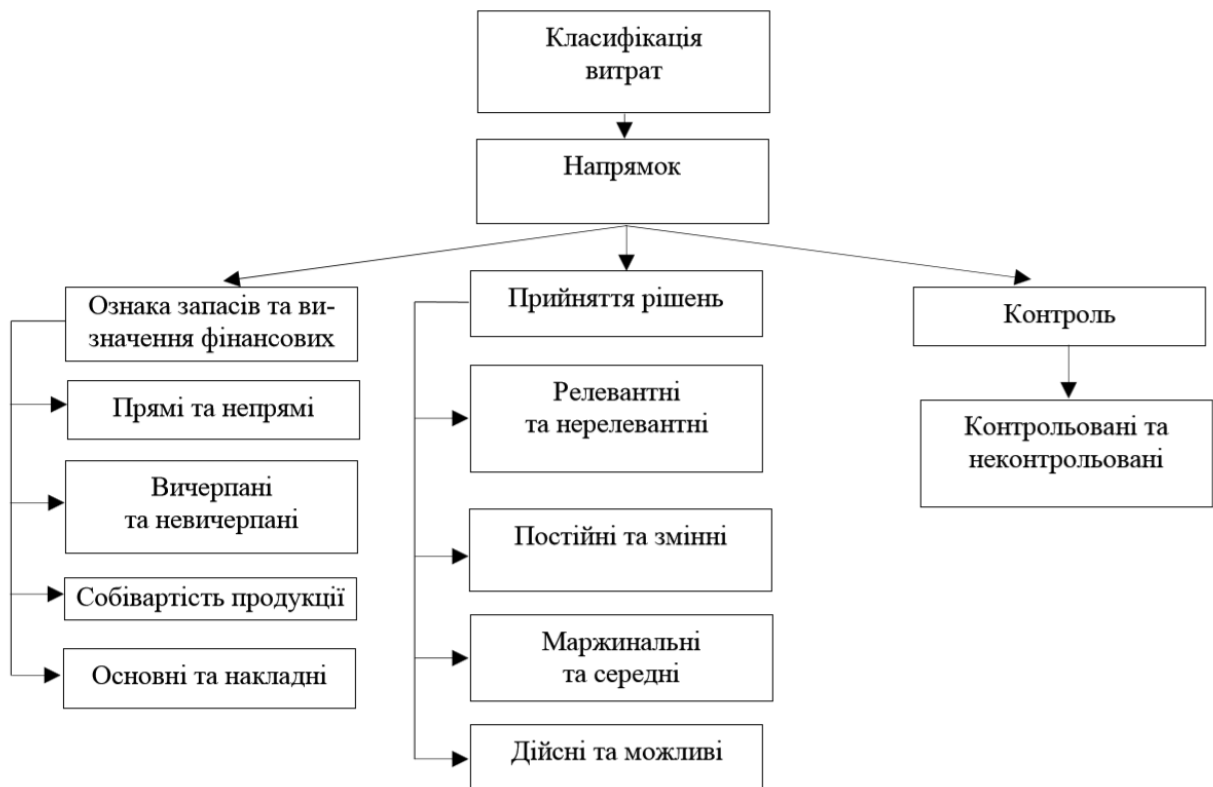 Класифікація
витрат
Напрямок
Ознака запасів та ви-
значення фінансових
Прямі та непрямі
Вичерпані
та невичерпані
Собівартість продукції
Основні та накладні
Прийняття рішень
Релевантні
та нерелевантні
Постійні та змінні
Маржинальні
та середні
Дійсні та можливі
Контроль
Контрольовані та
неконтрольовані